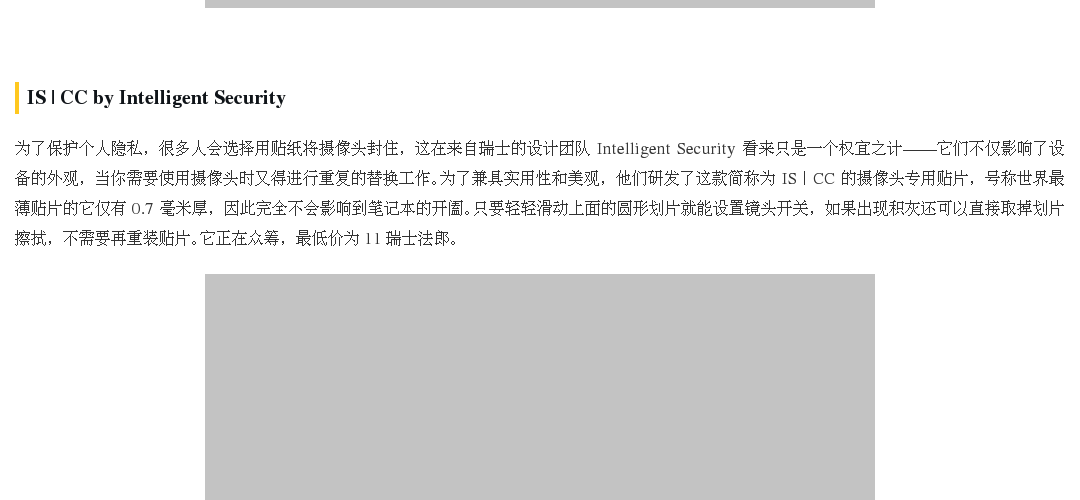 IS | CC by Intelligent Security
为了保护个人隐私，很多人会选择用贴纸将摄像头封住，这在来自瑞士的设计团队 Intelligent Security 看来只是一个权宜之计——它们不仅影响了设
备的外观，当你需要使用摄像头时又得进行重复的替换工作。为了兼具实用性和美观，他们研发了这款简称为 IS | CC 的摄像头专用贴片，号称世界最
薄贴片的它仅有 0.7 毫米厚，因此完全不会影响到笔记本的开阖。只要轻轻滑动上面的圆形划片就能设置镜头开关，如果出现积灰还可以直接取掉划片
擦拭，不需要再重装贴片。它正在众筹，最低价为 11 瑞士法郎。